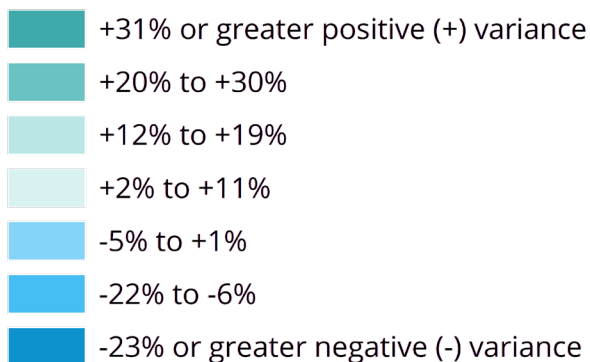 +31% or greater positive (+) variance
+20% to +30%
+12% to +19%
+2% to +11%
-5% to +1%
-22% to -6%
-23% or greater negative (-) variance